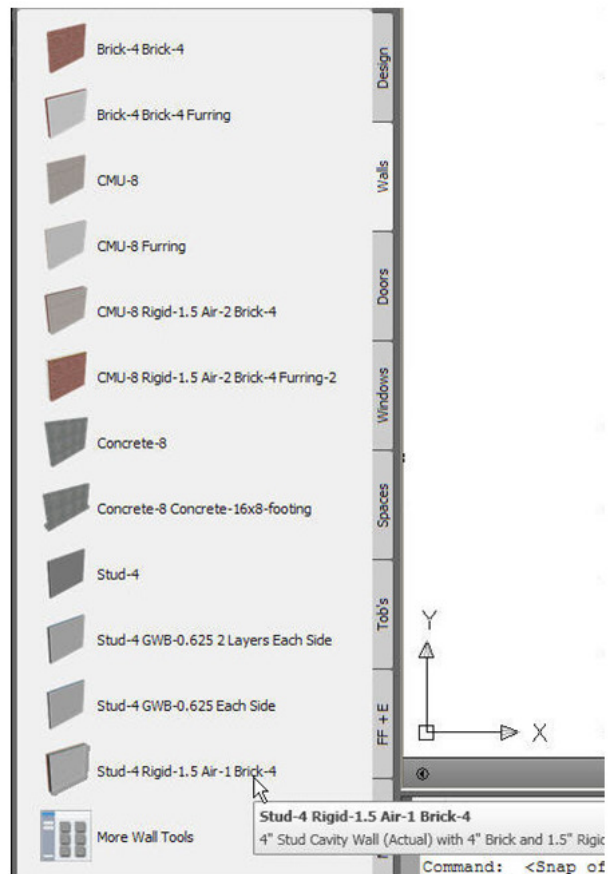 Brick-4 Brick-4
Brick-4 Brick-4 Furring
CMU-8
CMU-8 Furring
CMU-8 Rigid-1.5 Air-2 Brick-4
CMU-8 Rigid-1.5 Air-2 Brick-4 Furring-2
Concrete-8
Concrete-8 Concrete-16x8-footing
Stud-4
Stud-4 GWB-0.625 2 Layers Each Side
Stud-4 GWB-0.625 Each Side
Stud-4 Rigid-1.5 Air-1 Brick-4
More Wall Tools
Design
Walls
Doors
Windows
Spaces
Tob's
FF + E
Y
X
Stud-4 Rigid-1.5 Air-1 Brick-4
4" Stud Cavity Wall (Actual) with 4" Brick and 1.5"
Command: <Snap of